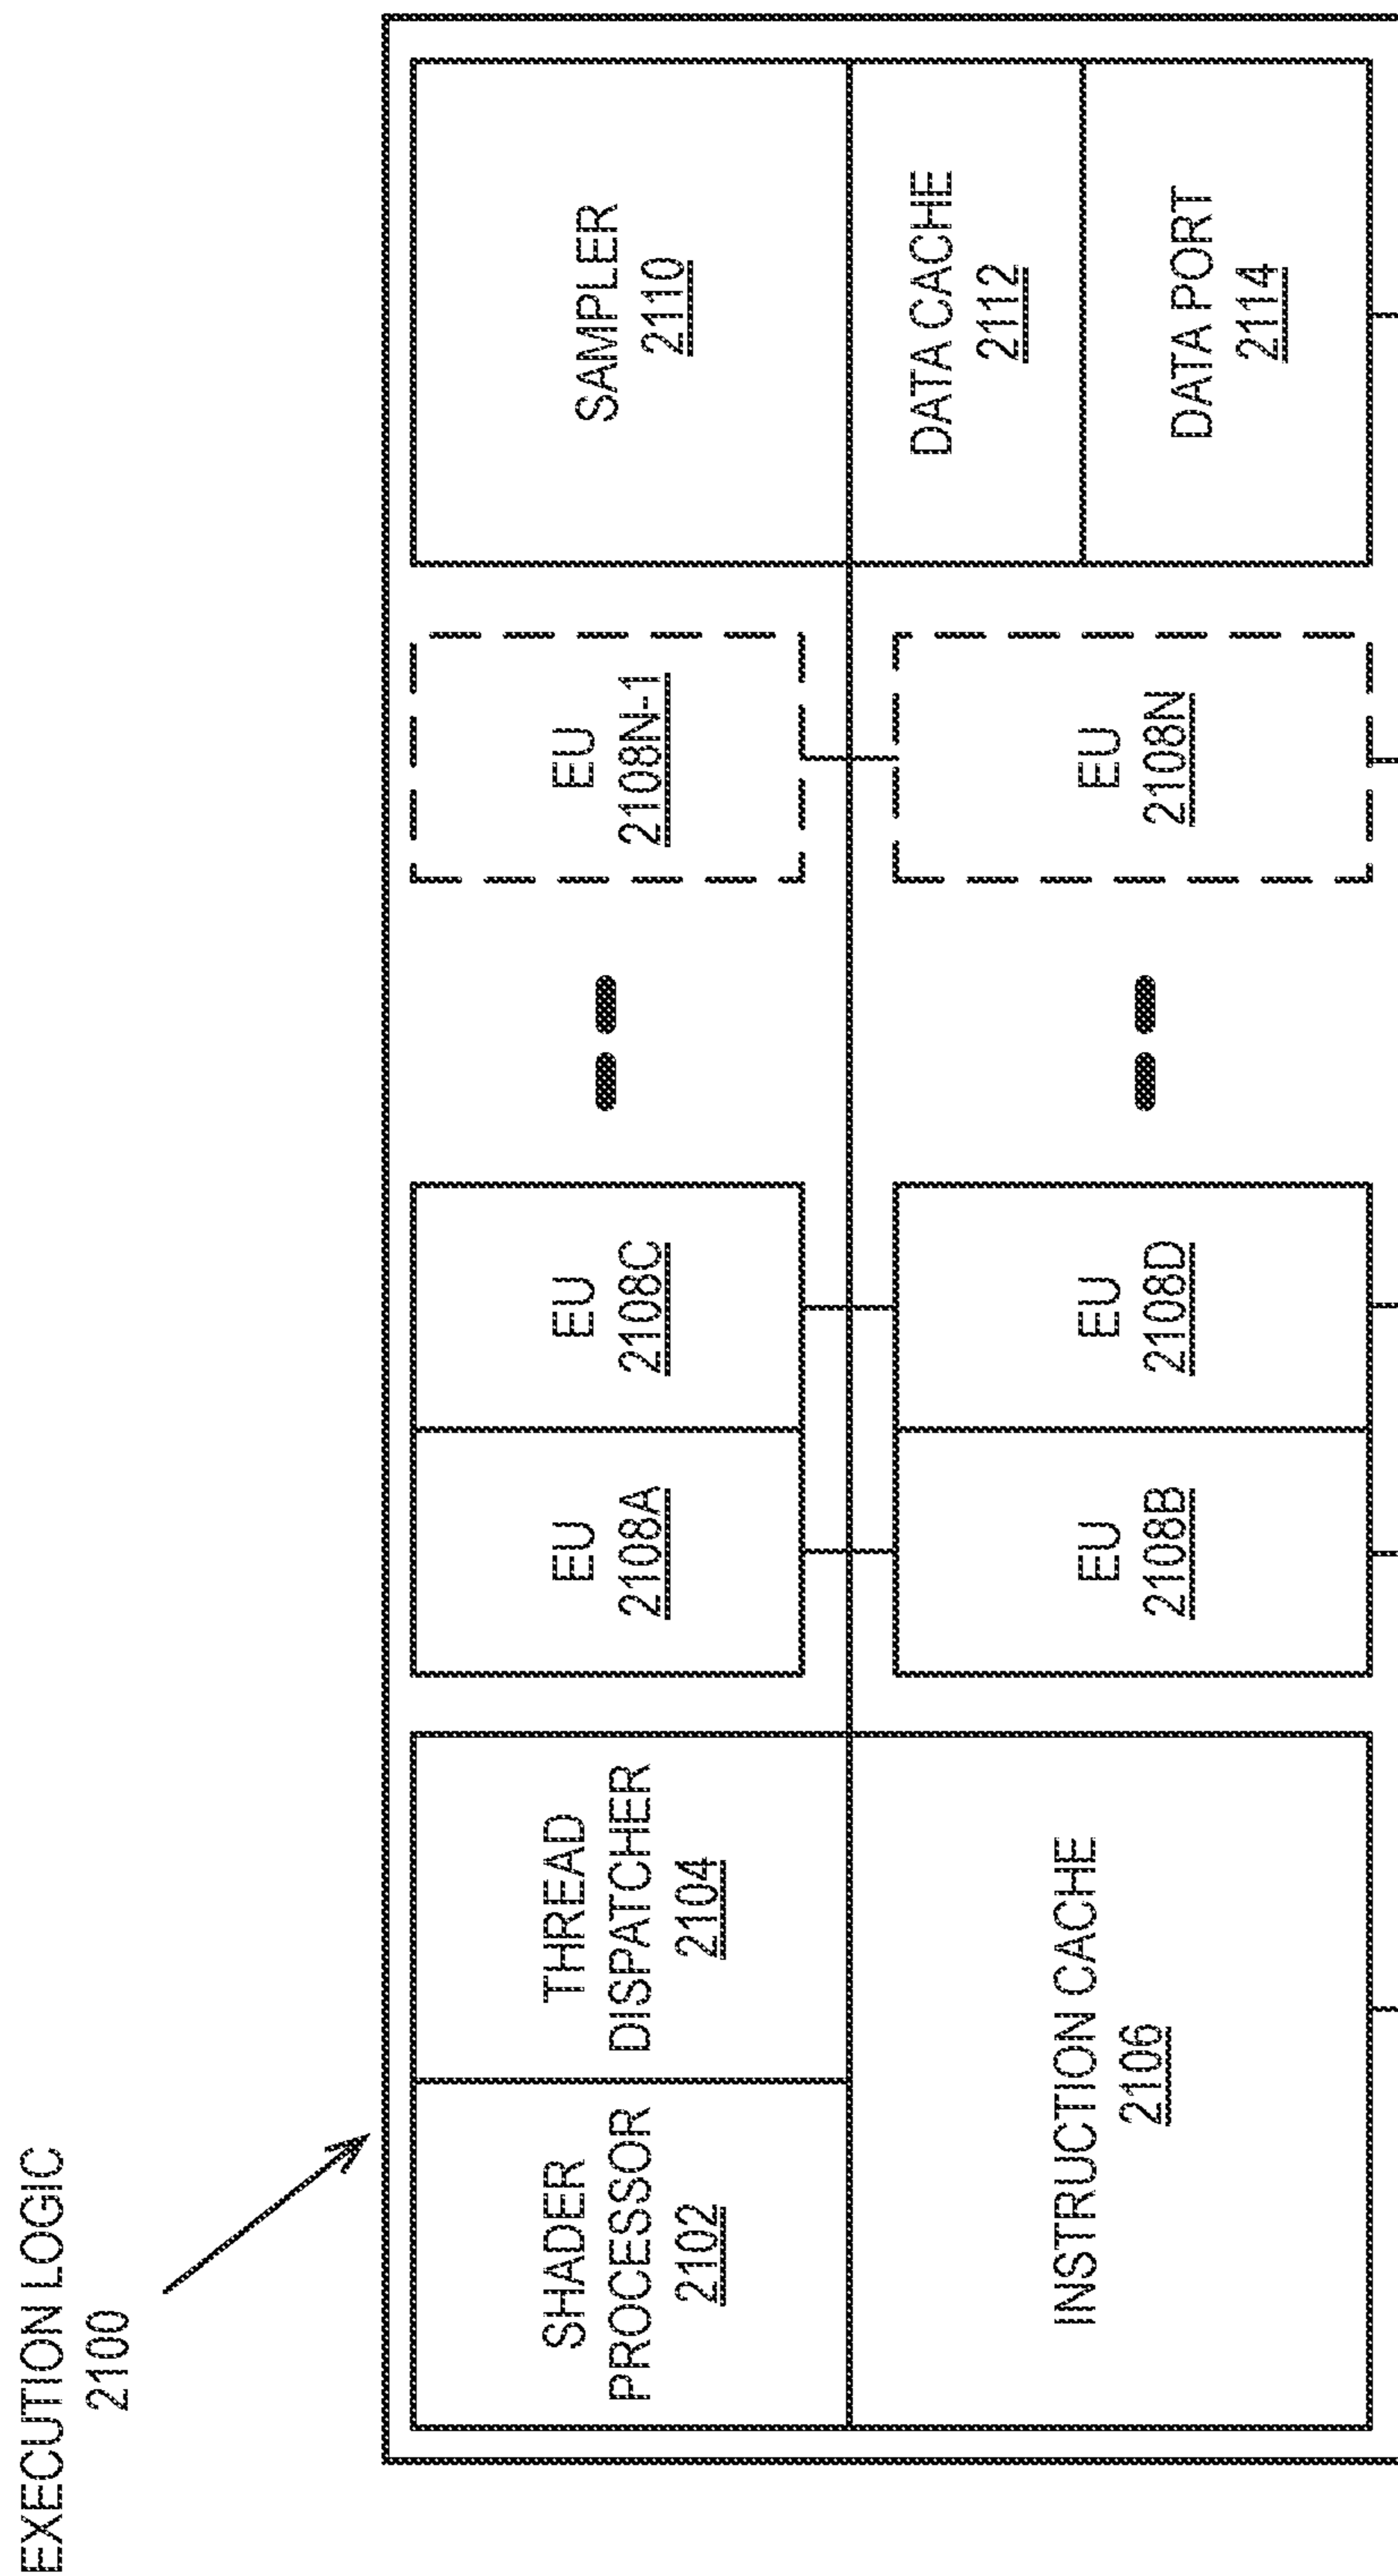 EXECUTION LOGIC
2100
SHADER
PROCESSOR
2102
THREAD
DISPATCHER
2104
INSTRUCTION CACHE
2106
EU
2108A
EU
2108C
EU
2108N-1
EU
2108B
EU
2108D
EU
2108N
SAMPLER
2110
DATA CACHE
2112
DATA PORT
2114